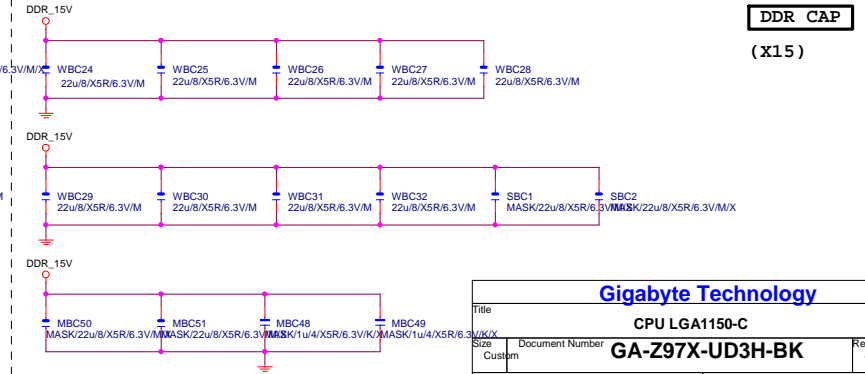 DDR_15V
DDR CAP
(X15)
/6.3V/M/X
WBC24 WBC25 WBC26 WBC27 WBC28
22u/8/X5R/6.3V/M 22u/8/X5R/6.3V/M 22u/8/X5R/6.3V/M 22u/8/X5R/6.3V/M 22u/8/X5R/6.3V/M
DDR_15V
WBC29 WBC30 WBC31 WBC32 SBC1 SBC2
22u/8/X5R/6.3V/M 22u/8/X5R/6.3V/M 22u/8/X5R/6.3V/M 22u/8/X5R/6.3V/M MASK/22u/8/X5R/6.3V/M/X MASK/22u/8/X5R/6.3V/M/X
DDR_15V
MBC50 MBC51 MBC48 MBC49
MASK/22u/8/X5R/6.3V/M/X MASK/22u/8/X5R/6.3V/M/X MASK/1u/4/X5R/6.3V/K/X MASK/1u/4/X5R/6.3V/K/X
Gigabyte Technology
Title
CPU LGA1150-C
Size Document Number
Custom GA-Z97X-UD3H-BK